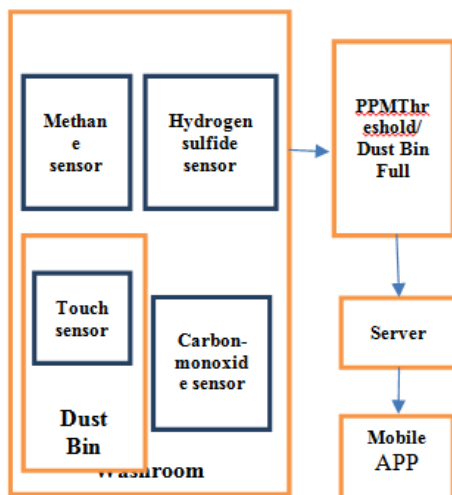 Methan
e
sensor
Hydrogen
sulfide
sensor
PPMThr
eshold/
Dust Bin
Full
Touch
sensor
Carbon-
monoxid
e sensor
Dust
Bin
Washroom
Server
Mobile
APP